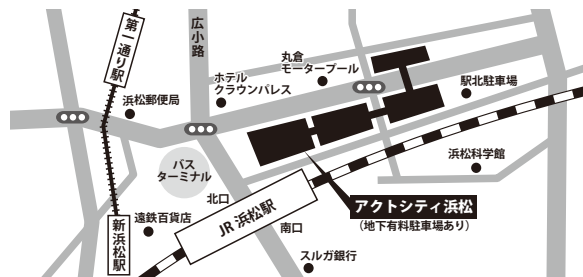 第一通り駅
広小路
浜松郵便局
ホテル
クラウンパレス
丸倉
モータープール
駅北駐車場
浜松科学館
バス
ターミナル
北口
JR 浜松駅
南口
アクトシティ浜松
(地下有料駐車場あり)
新浜松駅
遠鉄百貨店
スルガ銀行